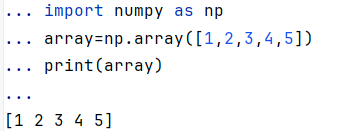 ... import numpy as np
... array=np.array([1,2,3,4,5])
... print(array)
...
[1 2 3 4 5]